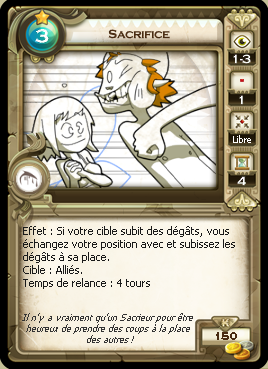 3
SACRIFICE
1-3
1
Libre
4
Effet : Si votre cible subit des dégâts, vous
échangez votre position avec et subissez les
dégâts à sa place.
Cible : Alliés.
Temps de relance : 4 tours
Il n'y a vraiment qu'un Sacrieur pour être
heureux de prendre des coups à la place
des autres !
K
150